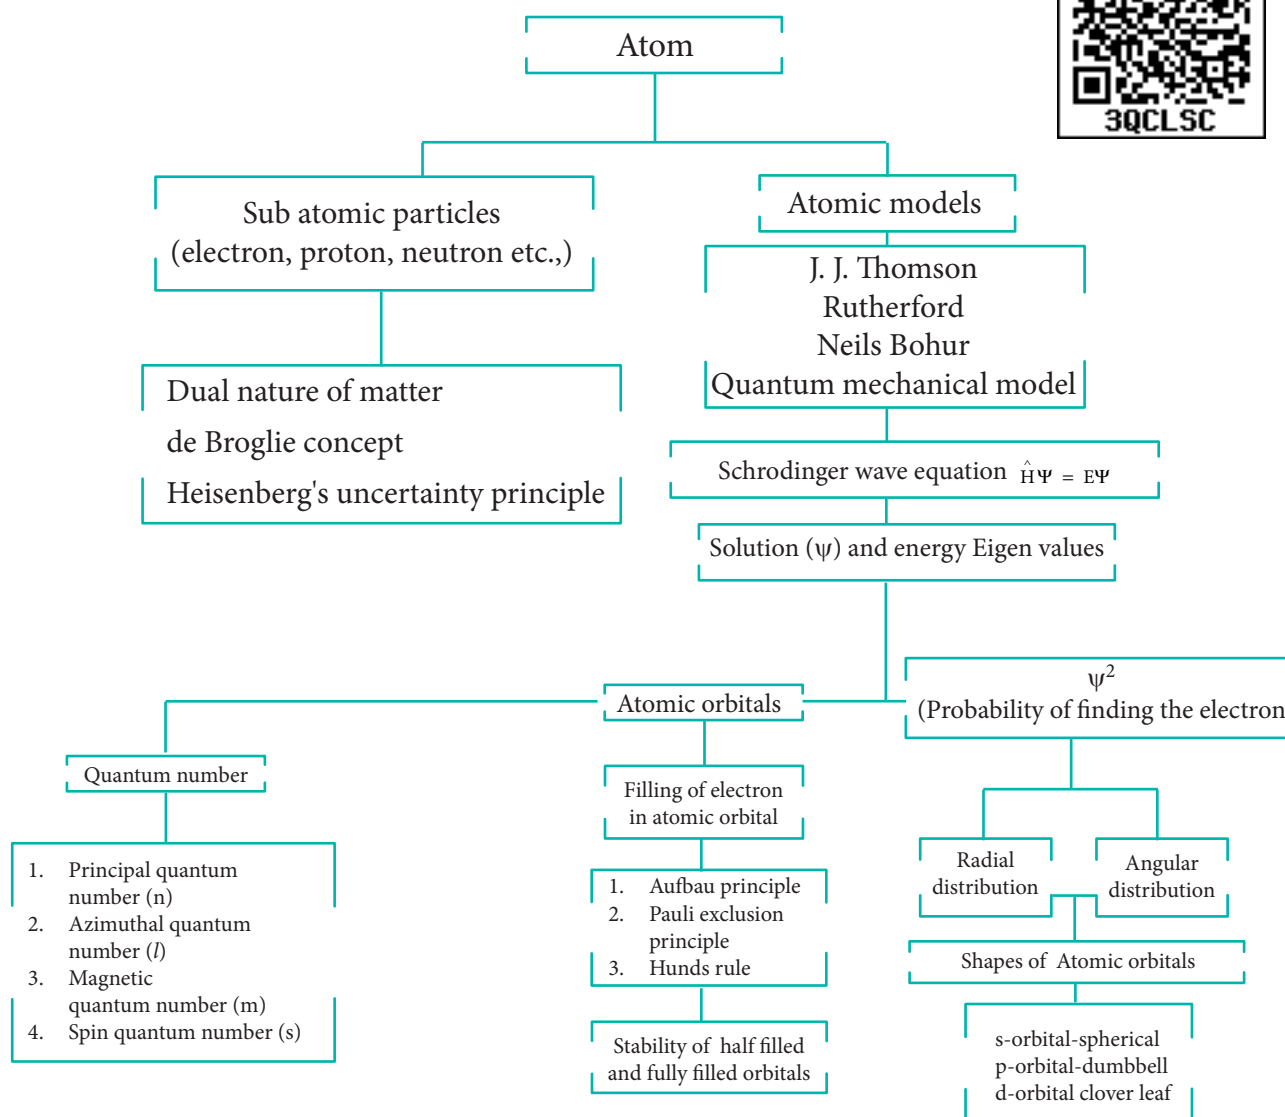 Atom
3QCLSC
Sub atomic particles
(electron, proton, neutron etc.,)
Atomic models
J. J. Thomson
Rutherford
Neils Bohur
Quantum mechanical model
Dual nature of matter
de Broglie concept
Heisenberg's uncertainty principle
Schrodinger wave equation ĤΨ = EΨ
Solution (ψ) and energy Eigen values
Atomic orbitals
ψ²
(Probability of finding the electron
Quantum number
1. Principal quantum
number (n)
2. Azimuthal quantum
number (l)
3. Magnetic
quantum number (m)
4. Spin quantum number (s)
Filling of electron
in atomic orbital
1. Aufbau principle
2. Pauli exclusion
principle
3. Hunds rule
Stability of half filled
and fully filled orbitals
Radial
distribution
Angular
distribution
Shapes of Atomic orbitals
s-orbital-spherical
p-orbital-dumbbell
d-orbital clover leaf